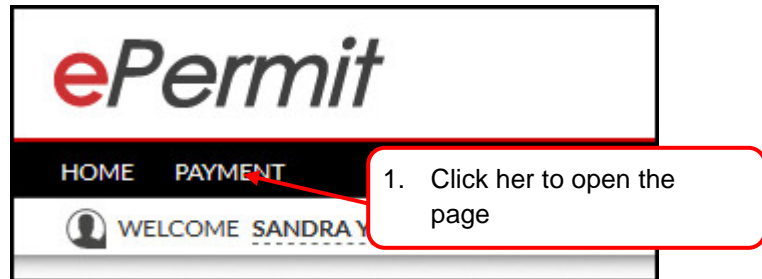 ePermit
HOME PAYMENT
1. Click her to open the
page
WELCOME SANDRA